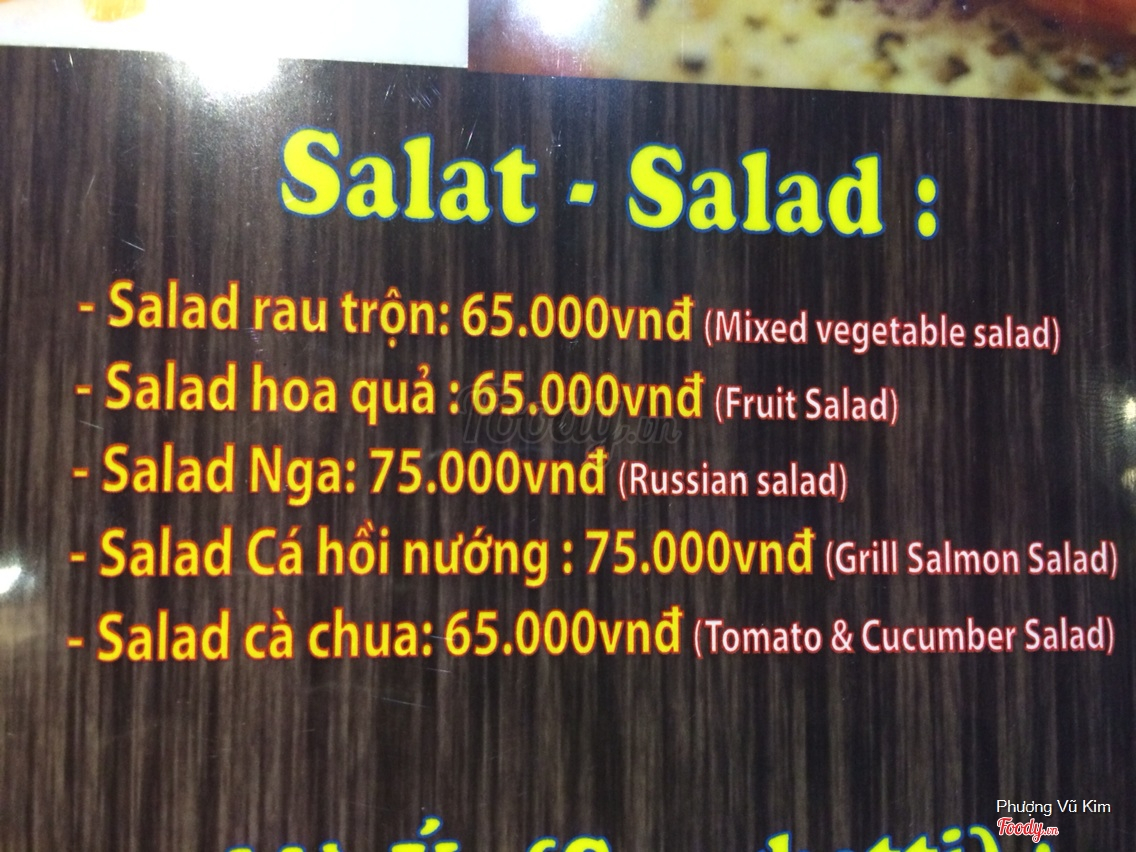 Salat - Salad :
- Salad rau trộn: 65.000vnđ (Mixed vegetable salad)
- Salad hoa quả : 65.000vnđ (Fruit Salad)
- Salad Nga: 75.000vnđ (Russian salad)
- Salad Cá hồi nướng : 75.000vnđ (Grill Salmon Salad)
- Salad cà chua: 65.000vnđ (Tomato & Cucumber Salad)
Foody.vn
Phượng Vũ Kim
Foody.vn